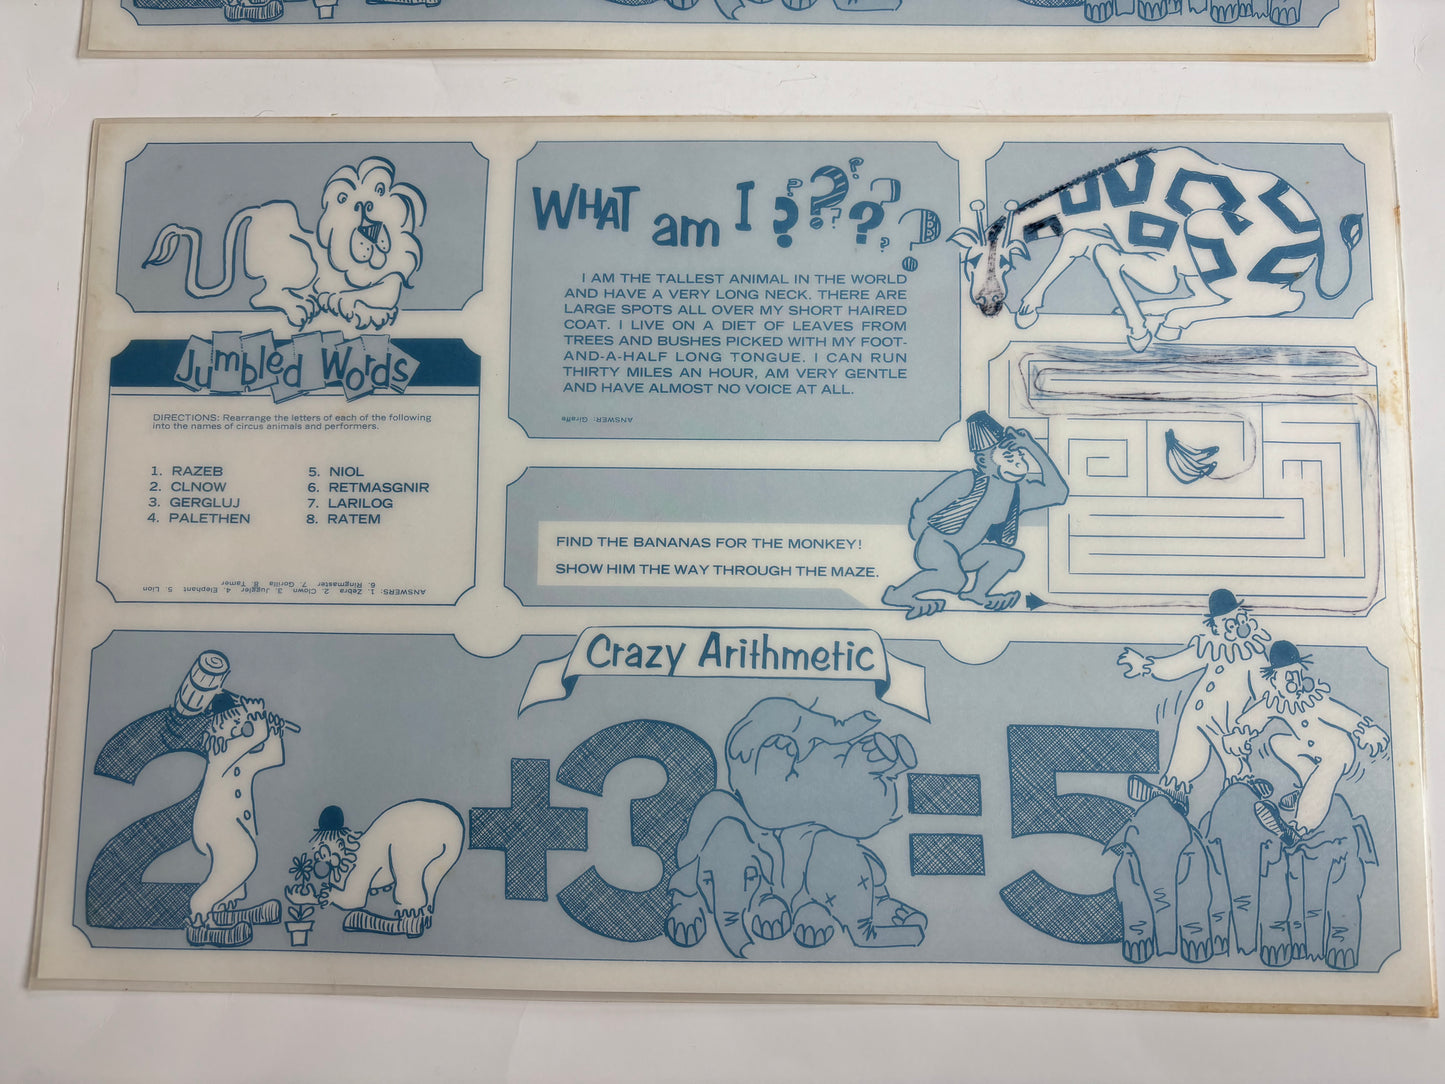 Jumbled Words
DIRECTIONS: Rearrange the letters of each of the following
into the names of circus animals and performers.
1. RAZEB
2. CLNOW
3. GERGLUJ
4. PALETHEN
5. NIOL
6. RETMASGNIR
7. LARILOG
8. RATEM
ANSWERS: 1. Zebra 2. Clown 3. Juggler 4. Elephant 5. Lion
6. Ringmaster 7. Gorilla 8. Tamer
WHAT am I ????????
I AM THE TALLEST ANIMAL IN THE WORLD
AND HAVE A VERY LONG NECK. THERE ARE
LARGE SPOTS ALL OVER MY SHORT HAIRED
COAT. I LIVE ON A DIET OF LEAVES FROM
TREES AND BUSHES PICKED WITH MY FOOT-
AND-A-HALF LONG TONGUE. I CAN RUN
THIRTY MILES AN HOUR, AM VERY GENTLE
AND HAVE ALMOST NO VOICE AT ALL.
ANSWER: Giraffe
FIND THE BANANAS FOR THE MONKEY!
SHOW HIM THE WAY THROUGH THE MAZE.
Crazy Arithmetic
2 + 3 = 5